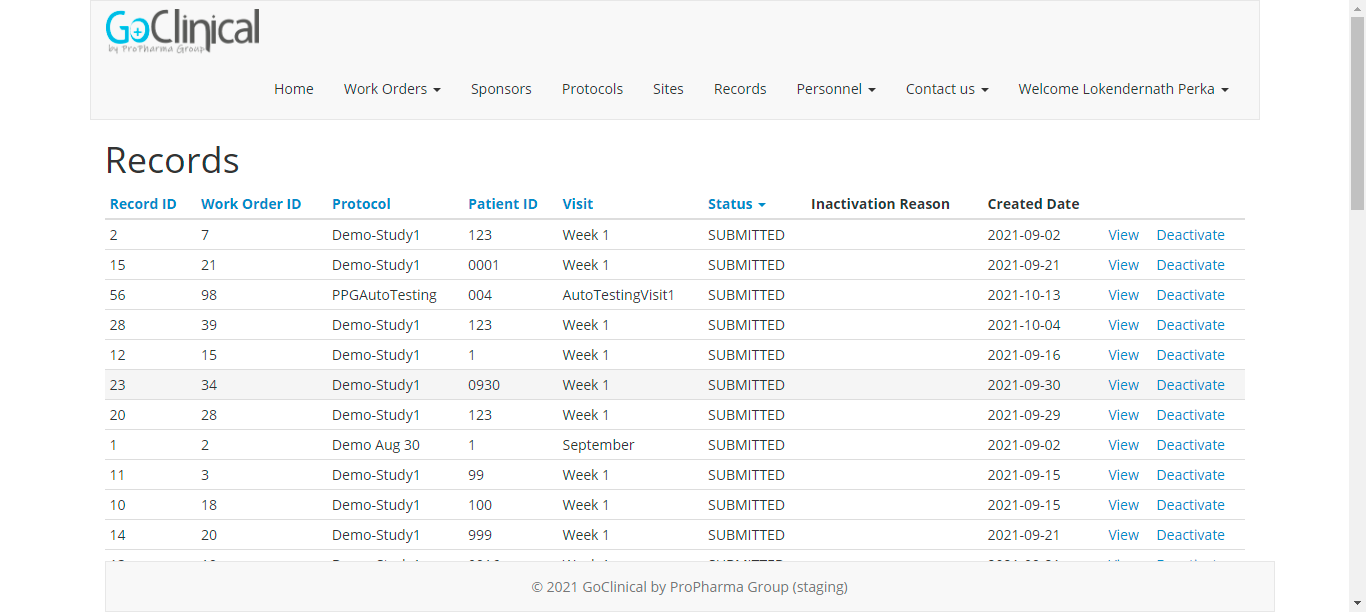 GoClinical
by ProPharma Group
Home Work Orders Sponsors Protocols Sites Records Personnel Contact us Welcome Lokendernath Perka
Records
Record ID Work Order ID Protocol Patient ID Visit Status Inactivation Reason Created Date
2 7 Demo-Study1 123 Week 1 SUBMITTED 2021-09-02 View Deactivate
15 21 Demo-Study1 0001 Week 1 SUBMITTED 2021-09-21 View Deactivate
56 98 PPGAutoTesting 004 AutoTestingVisit1 SUBMITTED 2021-10-13 View Deactivate
28 39 Demo-Study1 123 Week 1 SUBMITTED 2021-10-04 View Deactivate
12 15 Demo-Study1 1 Week 1 SUBMITTED 2021-09-16 View Deactivate
23 34 Demo-Study1 0930 Week 1 SUBMITTED 2021-09-30 View Deactivate
20 28 Demo-Study1 123 Week 1 SUBMITTED 2021-09-29 View Deactivate
1 2 Demo Aug 30 1 September SUBMITTED 2021-09-02 View Deactivate
11 3 Demo-Study1 99 Week 1 SUBMITTED 2021-09-15 View Deactivate
10 18 Demo-Study1 100 Week 1 SUBMITTED 2021-09-15 View Deactivate
14 20 Demo-Study1 999 Week 1 SUBMITTED 2021-09-21 View Deactivate
© 2021 GoClinical by ProPharma Group (staging)